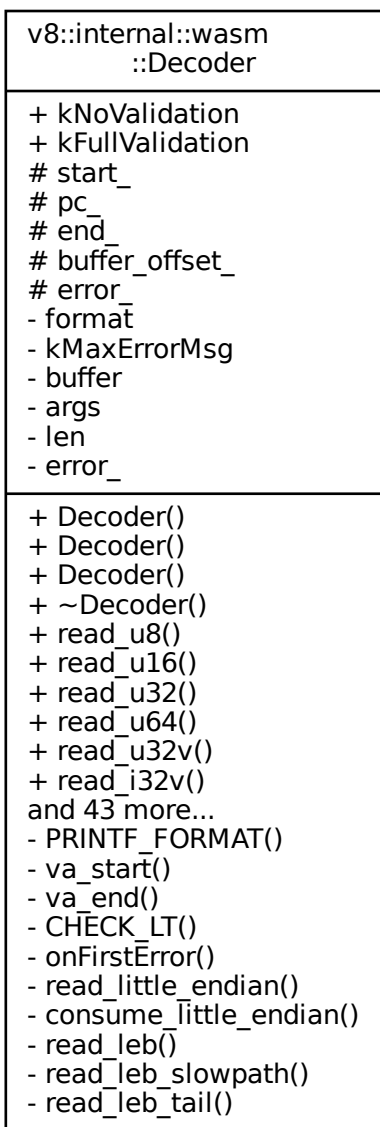 v8::internal::wasm
::Decoder
+ kNoValidation
+ kFullValidation
# start_
# pc_
# end_
# buffer_offset_
# error_
- format
- kMaxErrorMsg
- buffer
- args
- len
- error_
+ Decoder()
+ Decoder()
+ Decoder()
+ ~Decoder()
+ read_u8()
+ read_u16()
+ read_u32()
+ read_u64()
+ read_u32v()
+ read_i32v()
and 43 more...
- PRINTF_FORMAT()
- va_start()
- va_end()
- CHECK_LT()
- onFirstError()
- read_little_endian()
- consume_little_endian()
- read_leb()
- read_leb_slowpath()
- read_leb_tail()